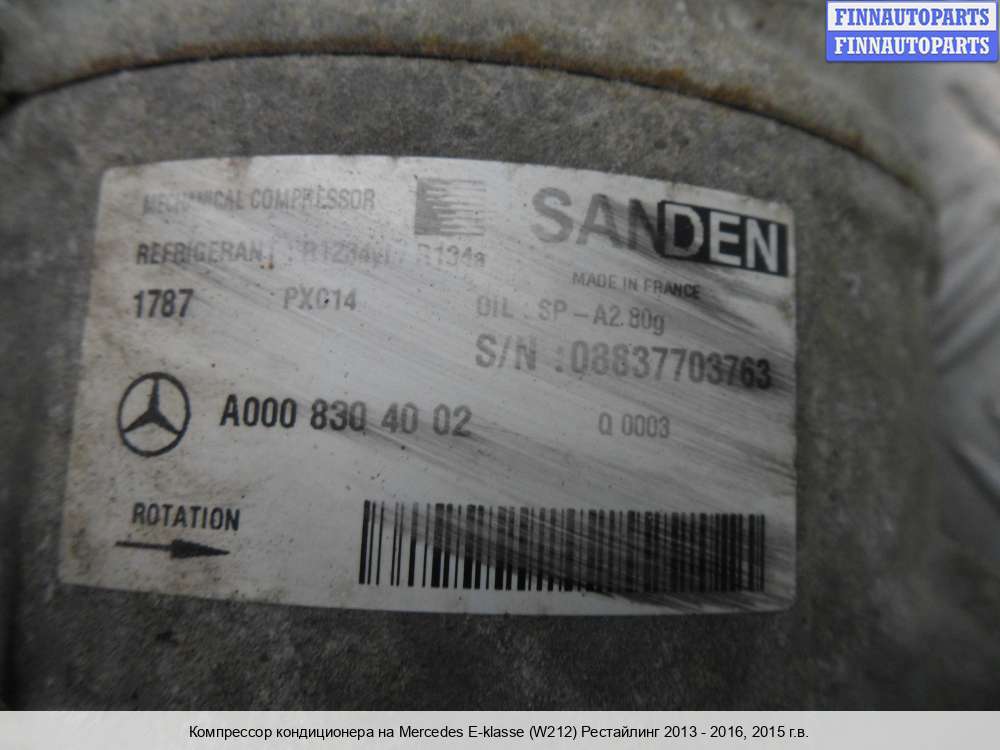 FINNAUTOPARTS
FINNAUTOPARTS
MECHANICAL COMPRESSOR
SANDEN
REFRIGERANT : R1234yf / R134a
MADE IN FRANCE
1787 PXC14 OIL : SP-A2.80g
S/N :08837703763
A000 830 40 02 Q 0003
ROTATION
Компрессор кондиционера на Mercedes E-klasse (W212) Рестайлинг 2013 - 2016, 2015 г.в.